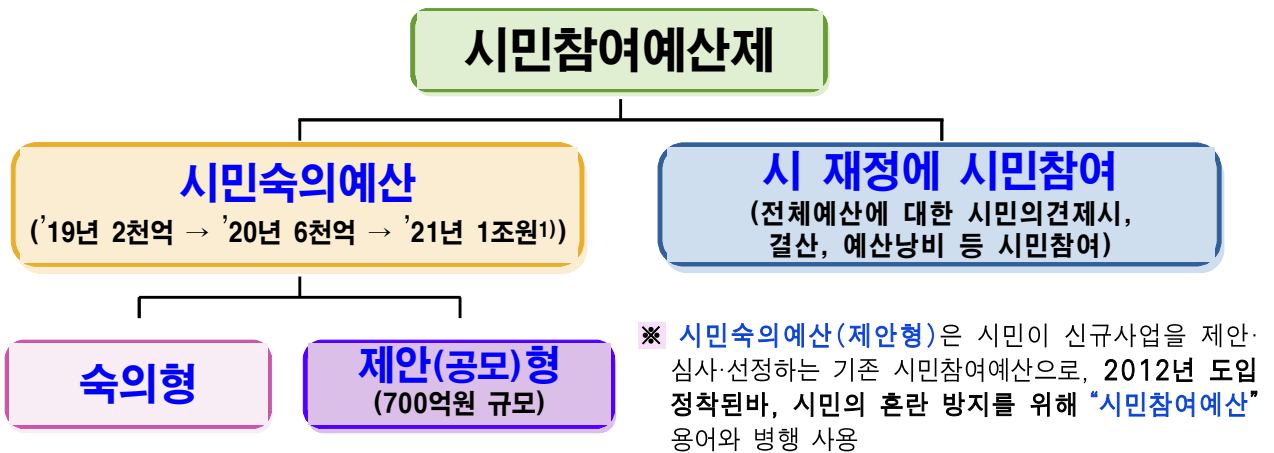 시민참여예산제
시민숙의예산
(’19년 2천억 → ’20년 6천억 → ’21년 1조원1))
시 재정에 시민참여
(전체예산에 대한 시민의견제시,
결산, 예산낭비 등 시민참여)
숙의형
제안(공모)형
(700억원 규모)
※ 시민숙의예산(제안형)은 시민이 신규사업을 제안·
심사·선정하는 기존 시민참여예산으로, 2012년 도입
정착된바, 시민의 혼란 방지를 위해 “시민참여예산”
용어와 병행 사용